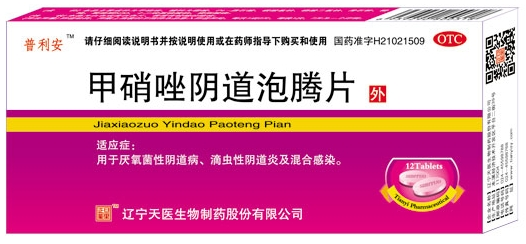 普利安™
请仔细阅读说明书并按说明使用或在药师指导下购买和使用
国药准字H21021509
OTC
甲硝唑阴道泡腾片
外
Jiaxiaozuo Yindao Paoteng Pian
适应症:
用于厌氧菌性阴道病、滴虫性阴道炎及混合感染。
12Tablets
Tianyi Pharmaceutical
辽宁天医生物制药股份有限公司